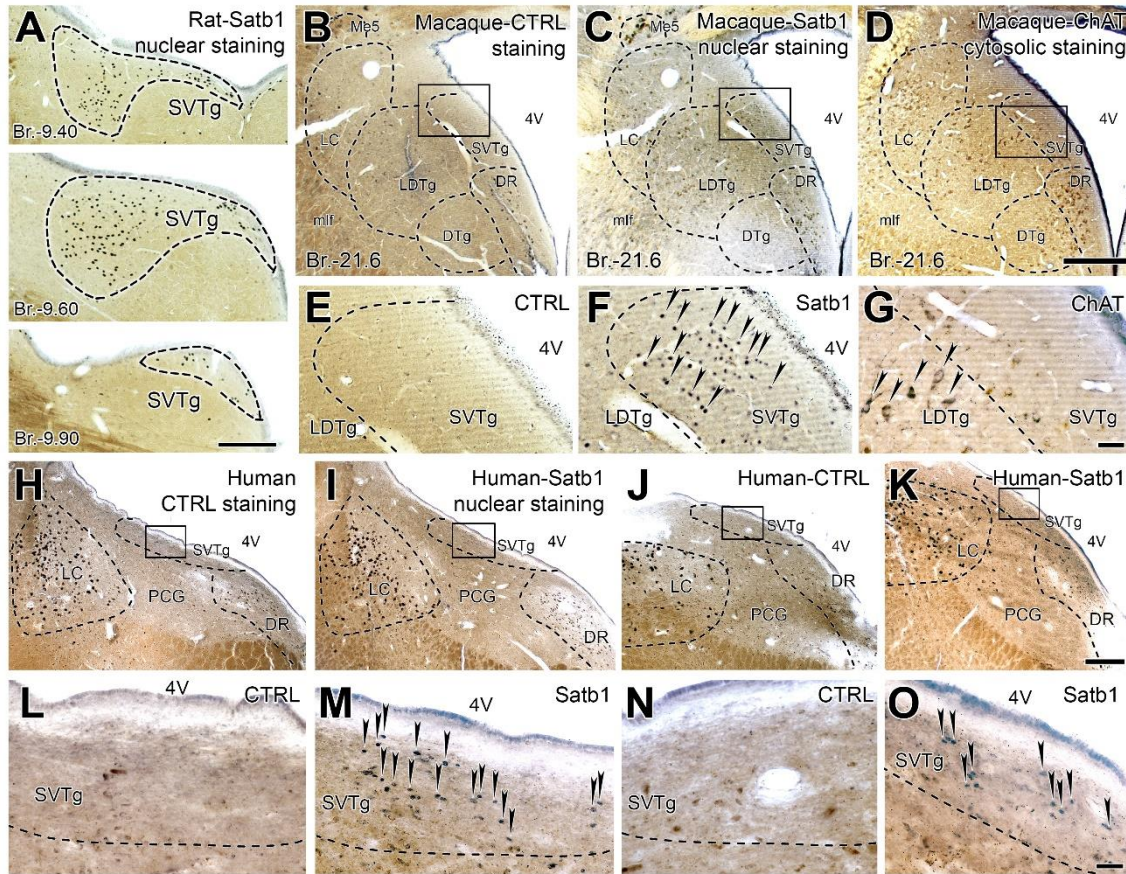 A
Rat-Satb1
nuclear staining
SVTg
Br.-9.40
SVTg
Br.-9.60
SVTg
Br.-9.90
B
Macaque-CTRL
staining
Me5
4V
LC
SVTg
LDTg
DR
mlf
DTg
Br.-21.6
C
Macaque-Satb1
nuclear staining
Me5
4V
LC
SVTg
LDTg
DR
mlf
DTg
Br.-21.6
D
Macaque-ChAT
cytosolic staining
4V
LC
SVTg
LDTg
DR
mlf
DTg
Br.-21.6
E
CTRL
4V
SVTg
LDTg
F
Satb1
4V
SVTg
LDTg
G
ChAT
4V
LDTg
SVTg
H
Human
CTRL staining
SVTg
4V
LC
PCG
DR
I
Human-Satb1
nuclear staining
SVTg
4V
LC
PCG
DR
J
Human-CTRL
SVTg
4V
LC
DR
PCG
K
Human-Satb1
SVTg
LC
4V
PCG
DR
L
4V
CTRL
SVTg
M
Satb1
4V
SVTg
N
CTRL
4V
SVTg
O
4V
Satb1
SVTg